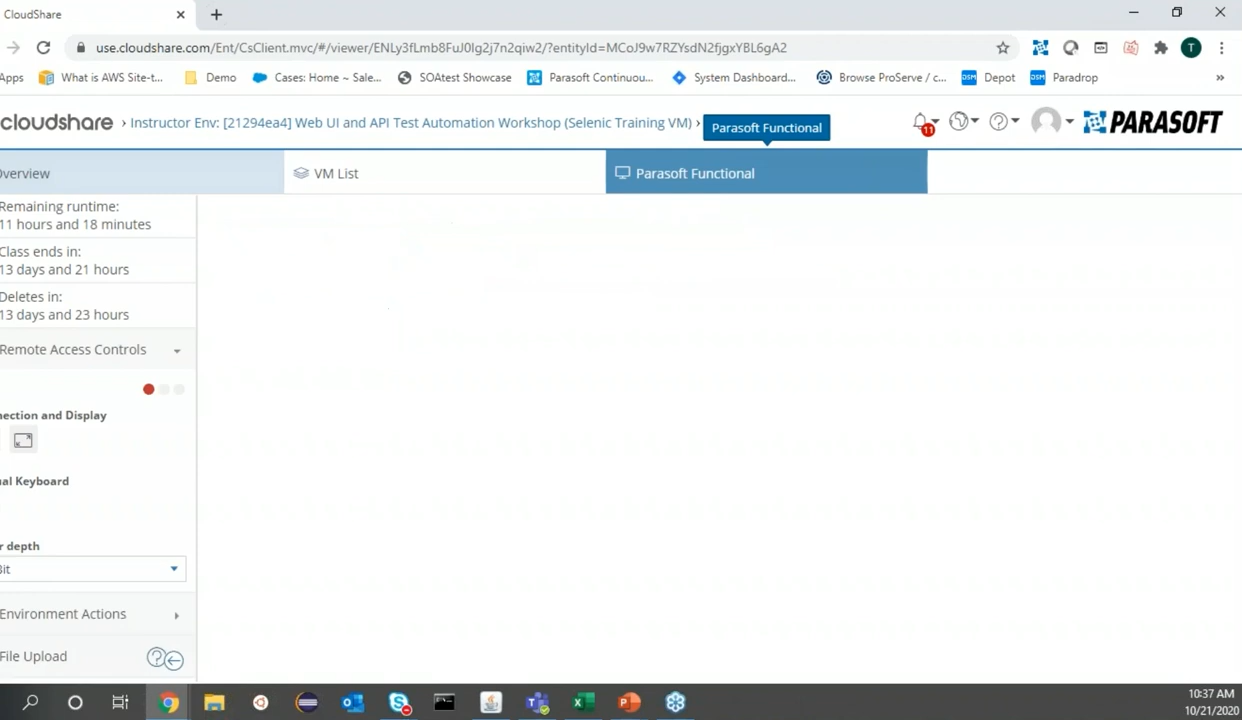 CloudShare
use.cloudshare.com/Ent/CsClient.mvc/#/viewer/ENLy3fLmb8FuJ0lg2j7n2qiw2/?entityId=MCoJ9w7RZYsdN2fjgxYBL6gA2
T
Apps What is AWS Site-t... Demo Cases: Home ~ Sale... SOAtest Showcase Parasoft Continuou... System Dashboard... Browse ProServe / c... DSM Depot DSM Paradrop »
cloudshare › Instructor Env: [21294ea4] Web UI and API Test Automation Workshop (Selenic Training VM) › Parasoft Functional 11 PARASOFT
Overview VM List Parasoft Functional
Remaining runtime:
11 hours and 18 minutes
Class ends in:
13 days and 21 hours
Deletes in:
13 days and 23 hours
Remote Access Controls
nection and Display
ual Keyboard
r depth
Bit
Environment Actions
File Upload
10:37 AM
10/21/2020